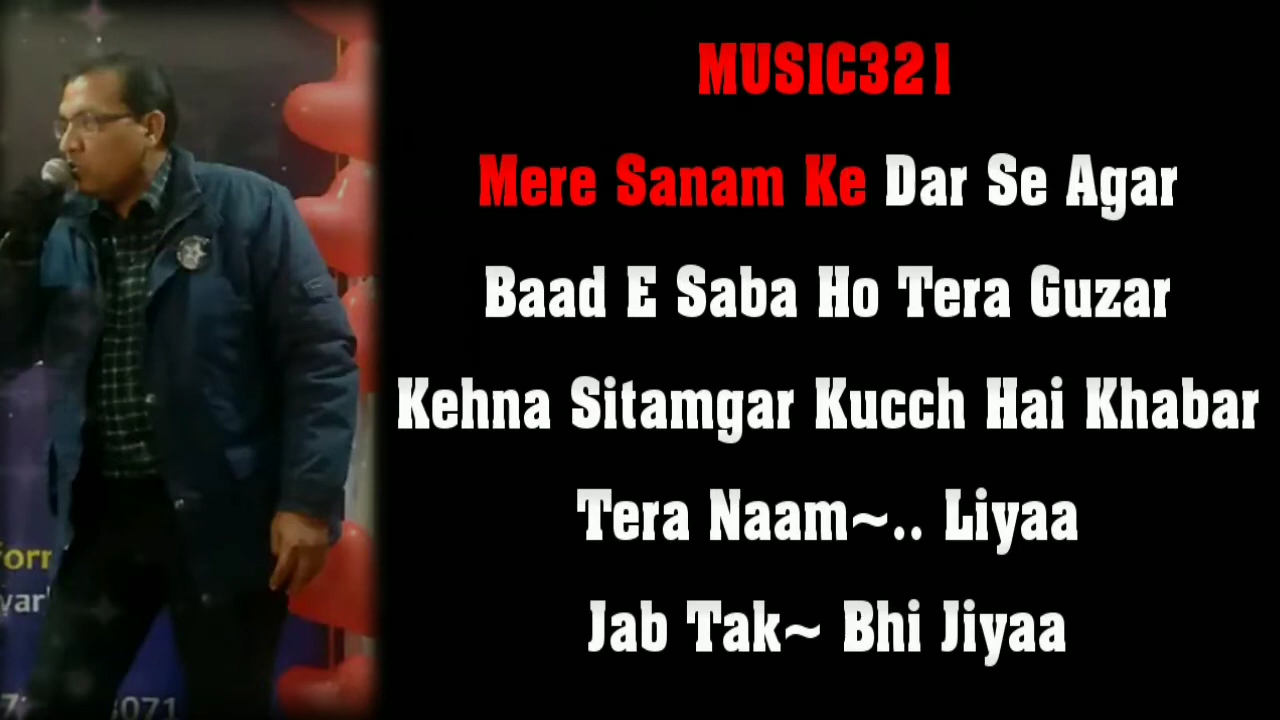 MUSIC321
Mere Sanam Ke Dar Se Agar
Baad E Saba Ho Tera Guzar
Kehna Sitamgar Kucch Hai Khabar
Tera Naam~.. Liyaa
Jab Tak~ Bhi Jiyaa